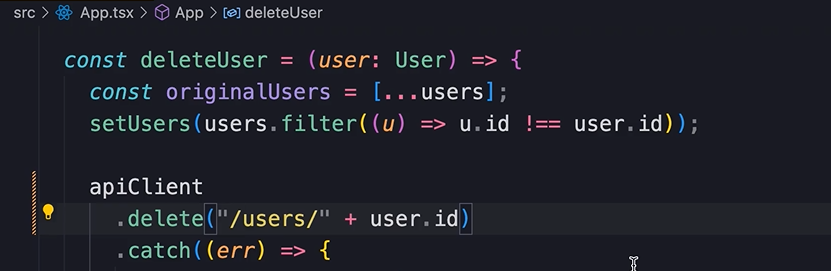 src > App.tsx > App > deleteUser
const deleteUser = (user: User) => {
const originalUsers = [...users];
setUsers(users.filter((u) => u.id !== user.id));
apiClient
.delete("/users/" + user.id)
.catch((err) => {